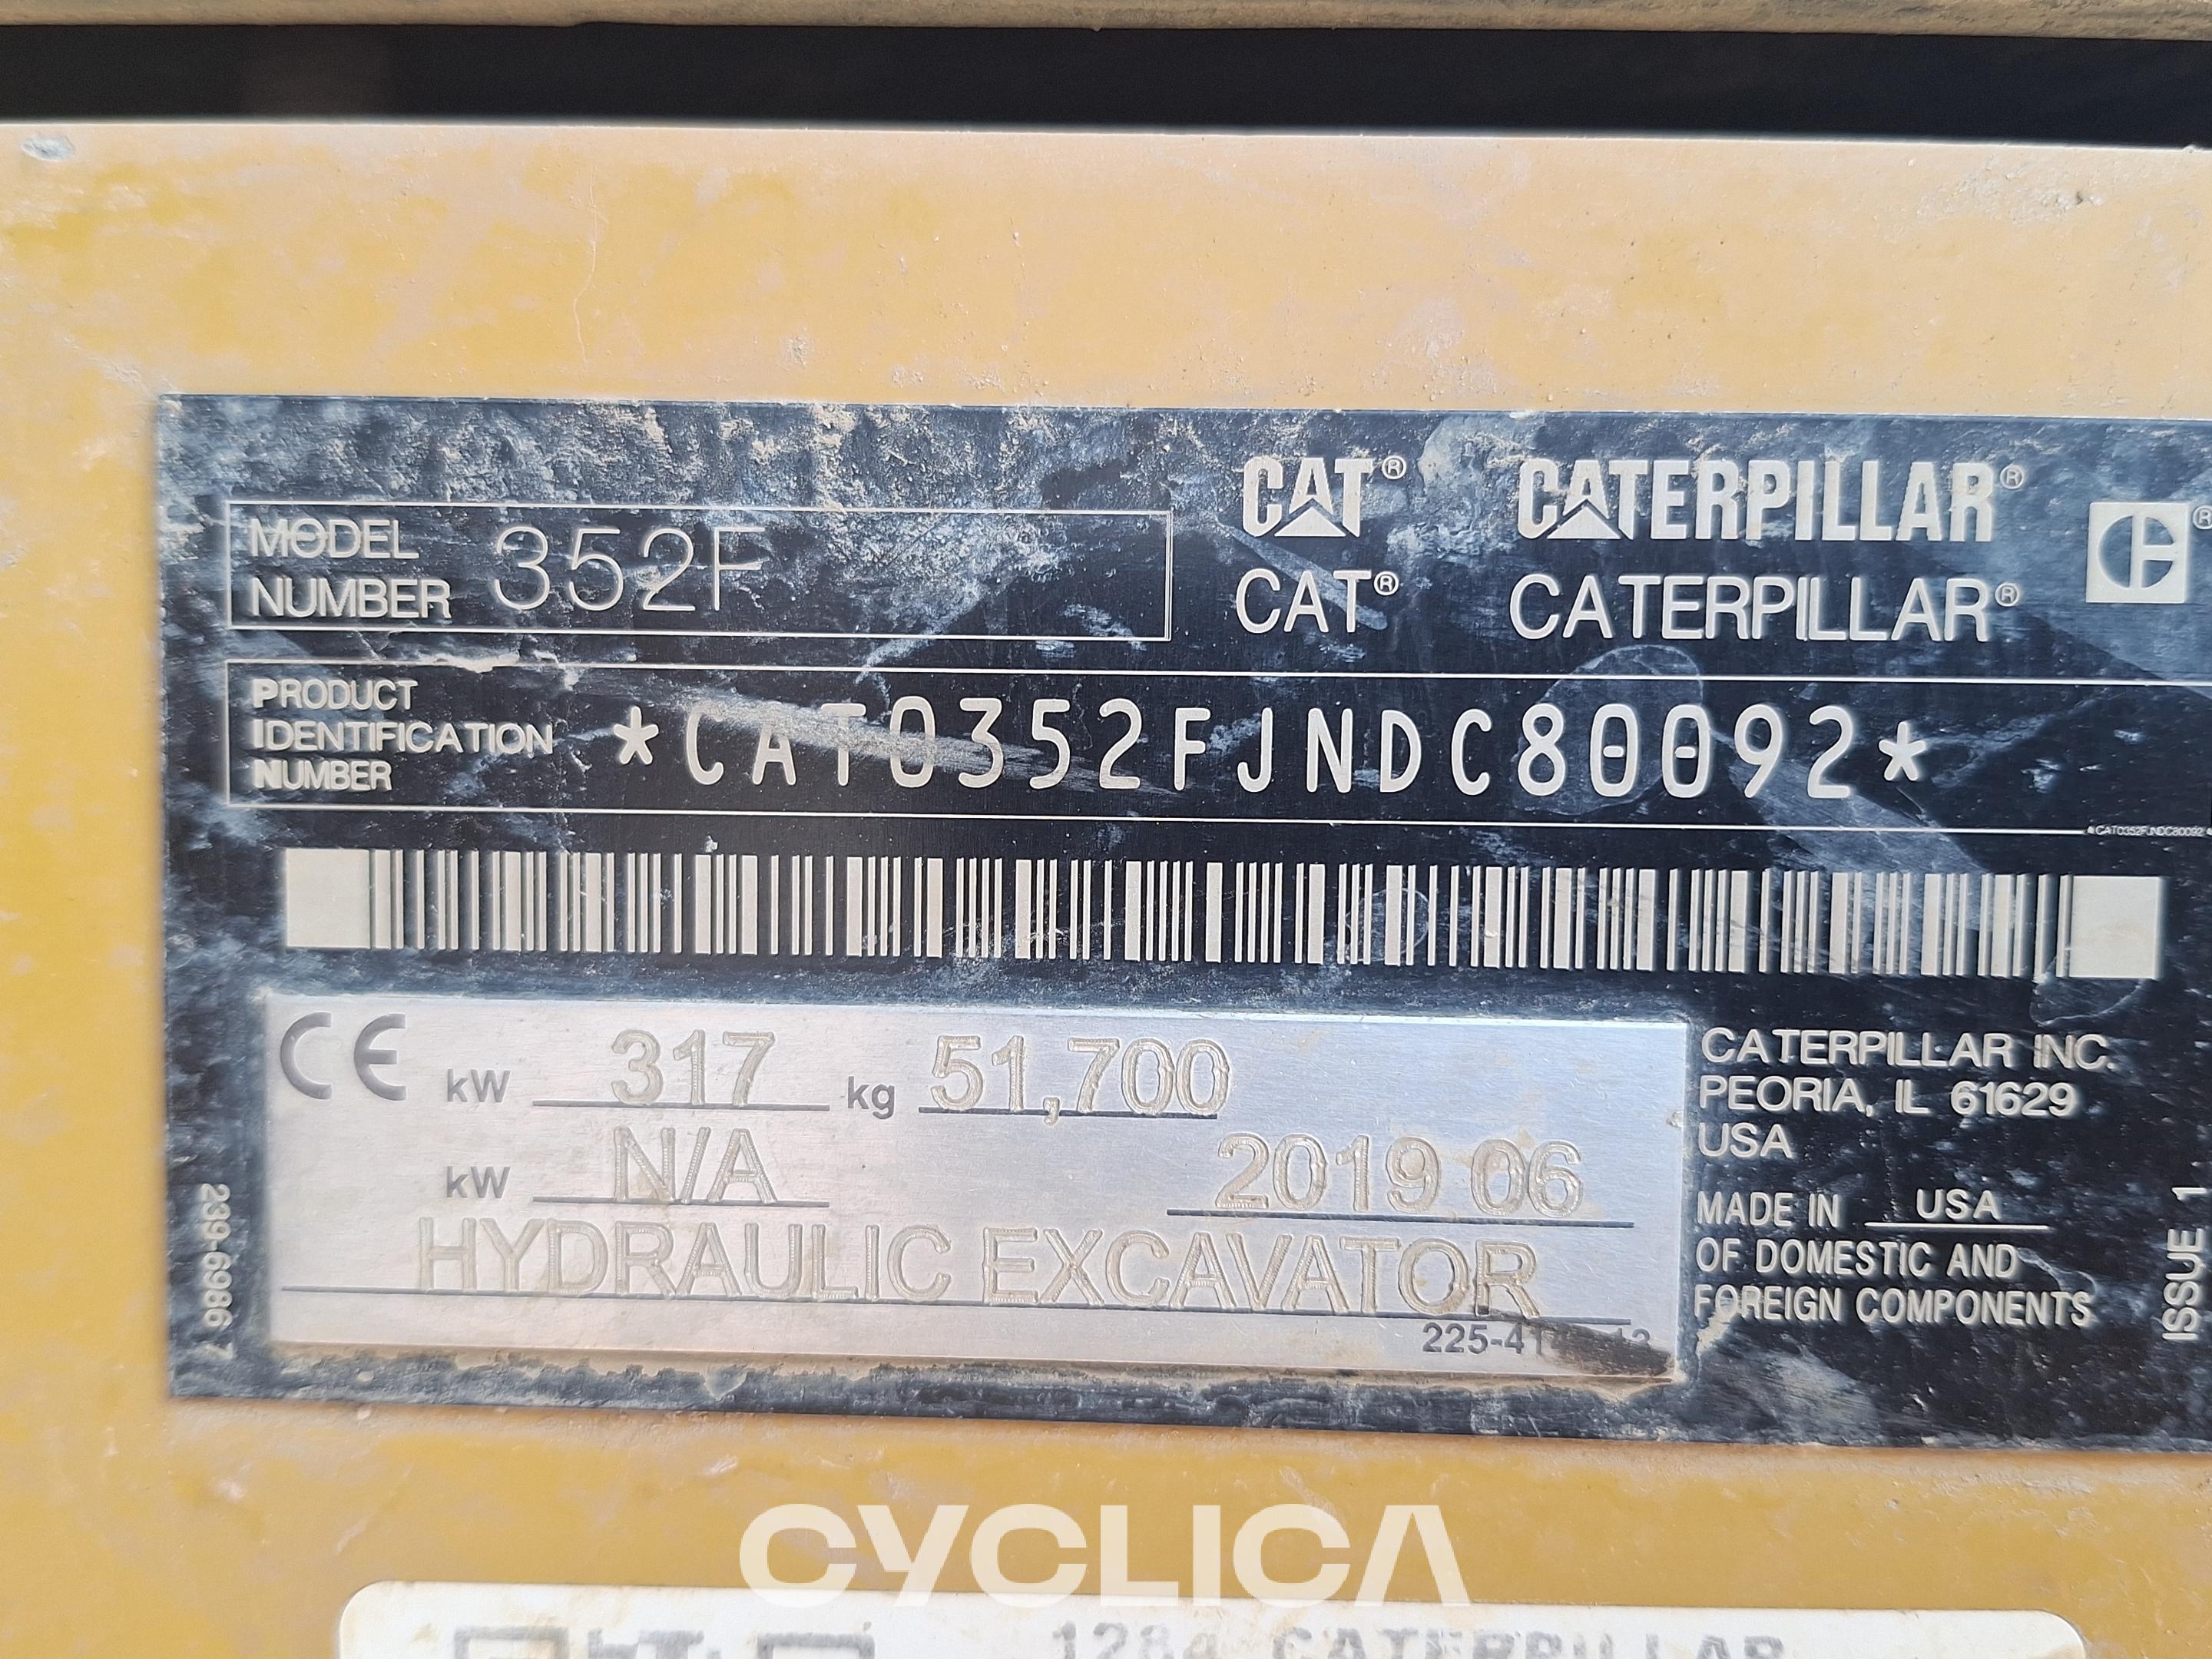 MODEL
NUMBER 352F
CAT® CATERPILLAR®
CAT® CATERPILLAR®
®
PRODUCT
IDENTIFICATION
NUMBER
*CAT0352FJNDC80092*
*CAT0352FJNDC80092*
CE kW 317 kg 51,700
kW N/A 2019 06
HYDRAULIC EXCAVATOR
CATERPILLAR INC.
PEORIA, IL 61629
USA
MADE IN USA
OF DOMESTIC AND
FOREIGN COMPONENTS
239-6986 7
ISSUE 1
CYCLICA
CATERPILLAR